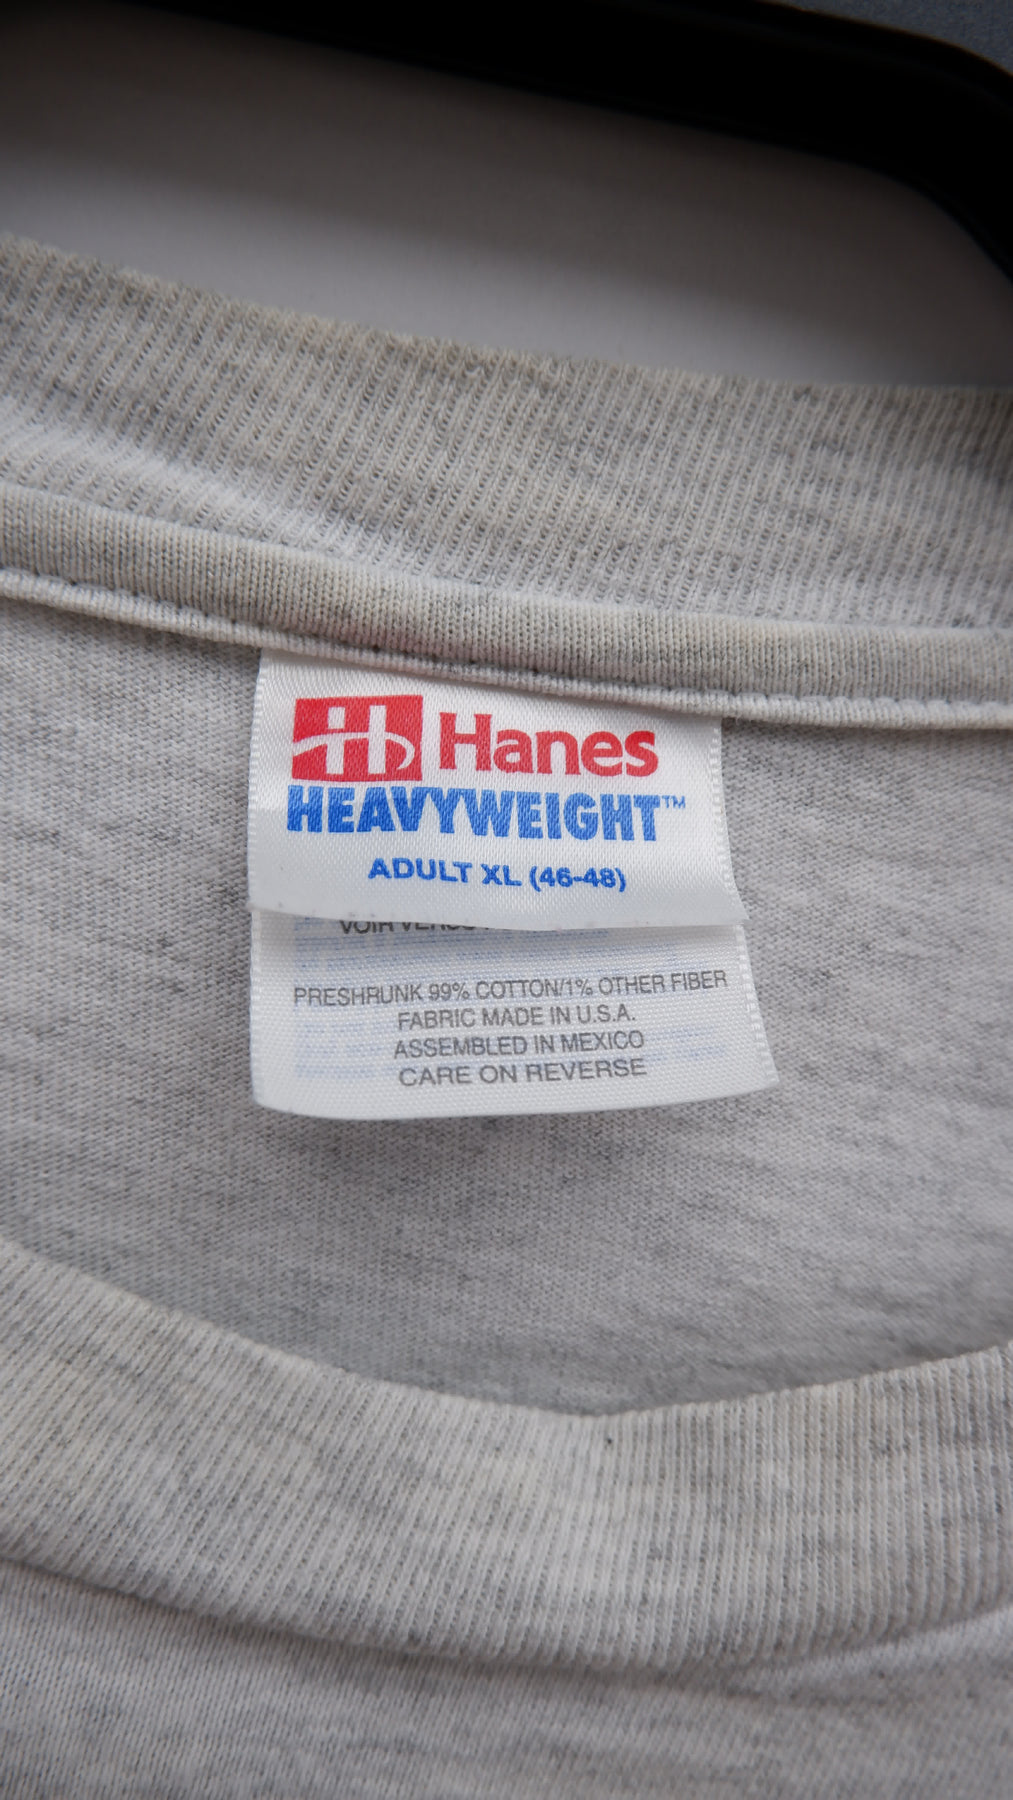 Hanes
HEAVYWEIGHT™
ADULT XL (46-48)
VOIR
PRESHRUNK 99% COTTON/1% OTHER FIBER
FABRIC MADE IN U.S.A.
ASSEMBLED IN MEXICO
CARE ON REVERSE